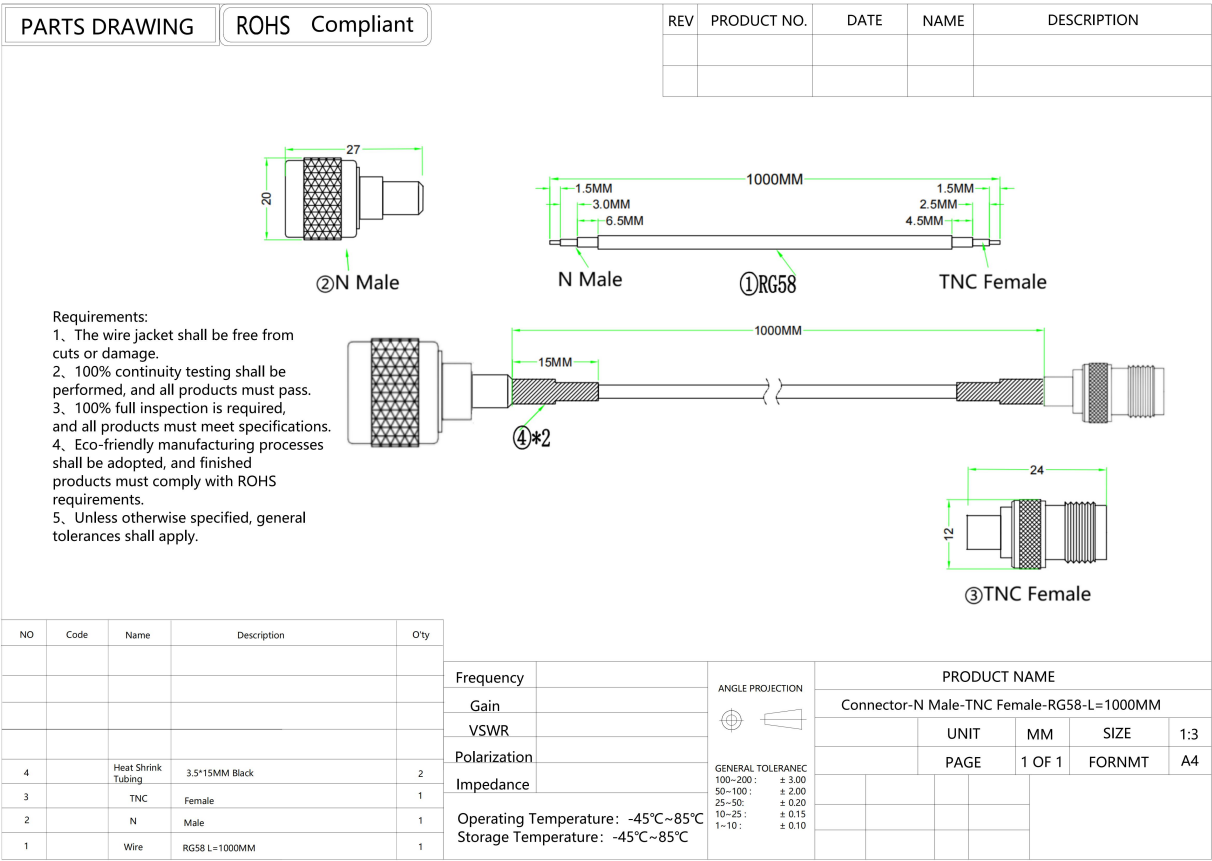 PARTS DRAWING
ROHS Compliant
REV PRODUCT NO. DATE NAME DESCRIPTION
27
20
②N Male
1000MM
1.5MM
3.0MM
6.5MM
1.5MM
2.5MM
4.5MM
N Male
①RG58
TNC Female
Requirements:
1、The wire jacket shall be free from
cuts or damage.
2、100% continuity testing shall be
performed, and all products must pass.
3、100% full inspection is required,
and all products must meet specifications.
4、Eco-friendly manufacturing processes
shall be adopted, and finished
products must comply with ROHS
requirements.
5、Unless otherwise specified, general
tolerances shall apply.
1000MM
15MM
④*2
24
12
③TNC Female
NO Code Name Description O'ty
4 Heat Shrink Tubing 3.5*15MM Black 2
3 TNC Female 1
2 N Male 1
1 Wire RG58 L=1000MM 1
Frequency
Gain
VSWR
Polarization
Impedance
Operating Temperature: -45℃~85℃
Storage Temperature: -45℃~85℃
ANGLE PROJECTION
GENERAL TOLERANEC
100~200 : ± 3.00
50~100 : ± 2.00
25~50: ± 0.20
10~25 : ± 0.15
1~10 : ± 0.10
PRODUCT NAME
Connector-N Male-TNC Female-RG58-L=1000MM
UNIT MM SIZE 1:3
PAGE 1 OF 1 FORNMT A4